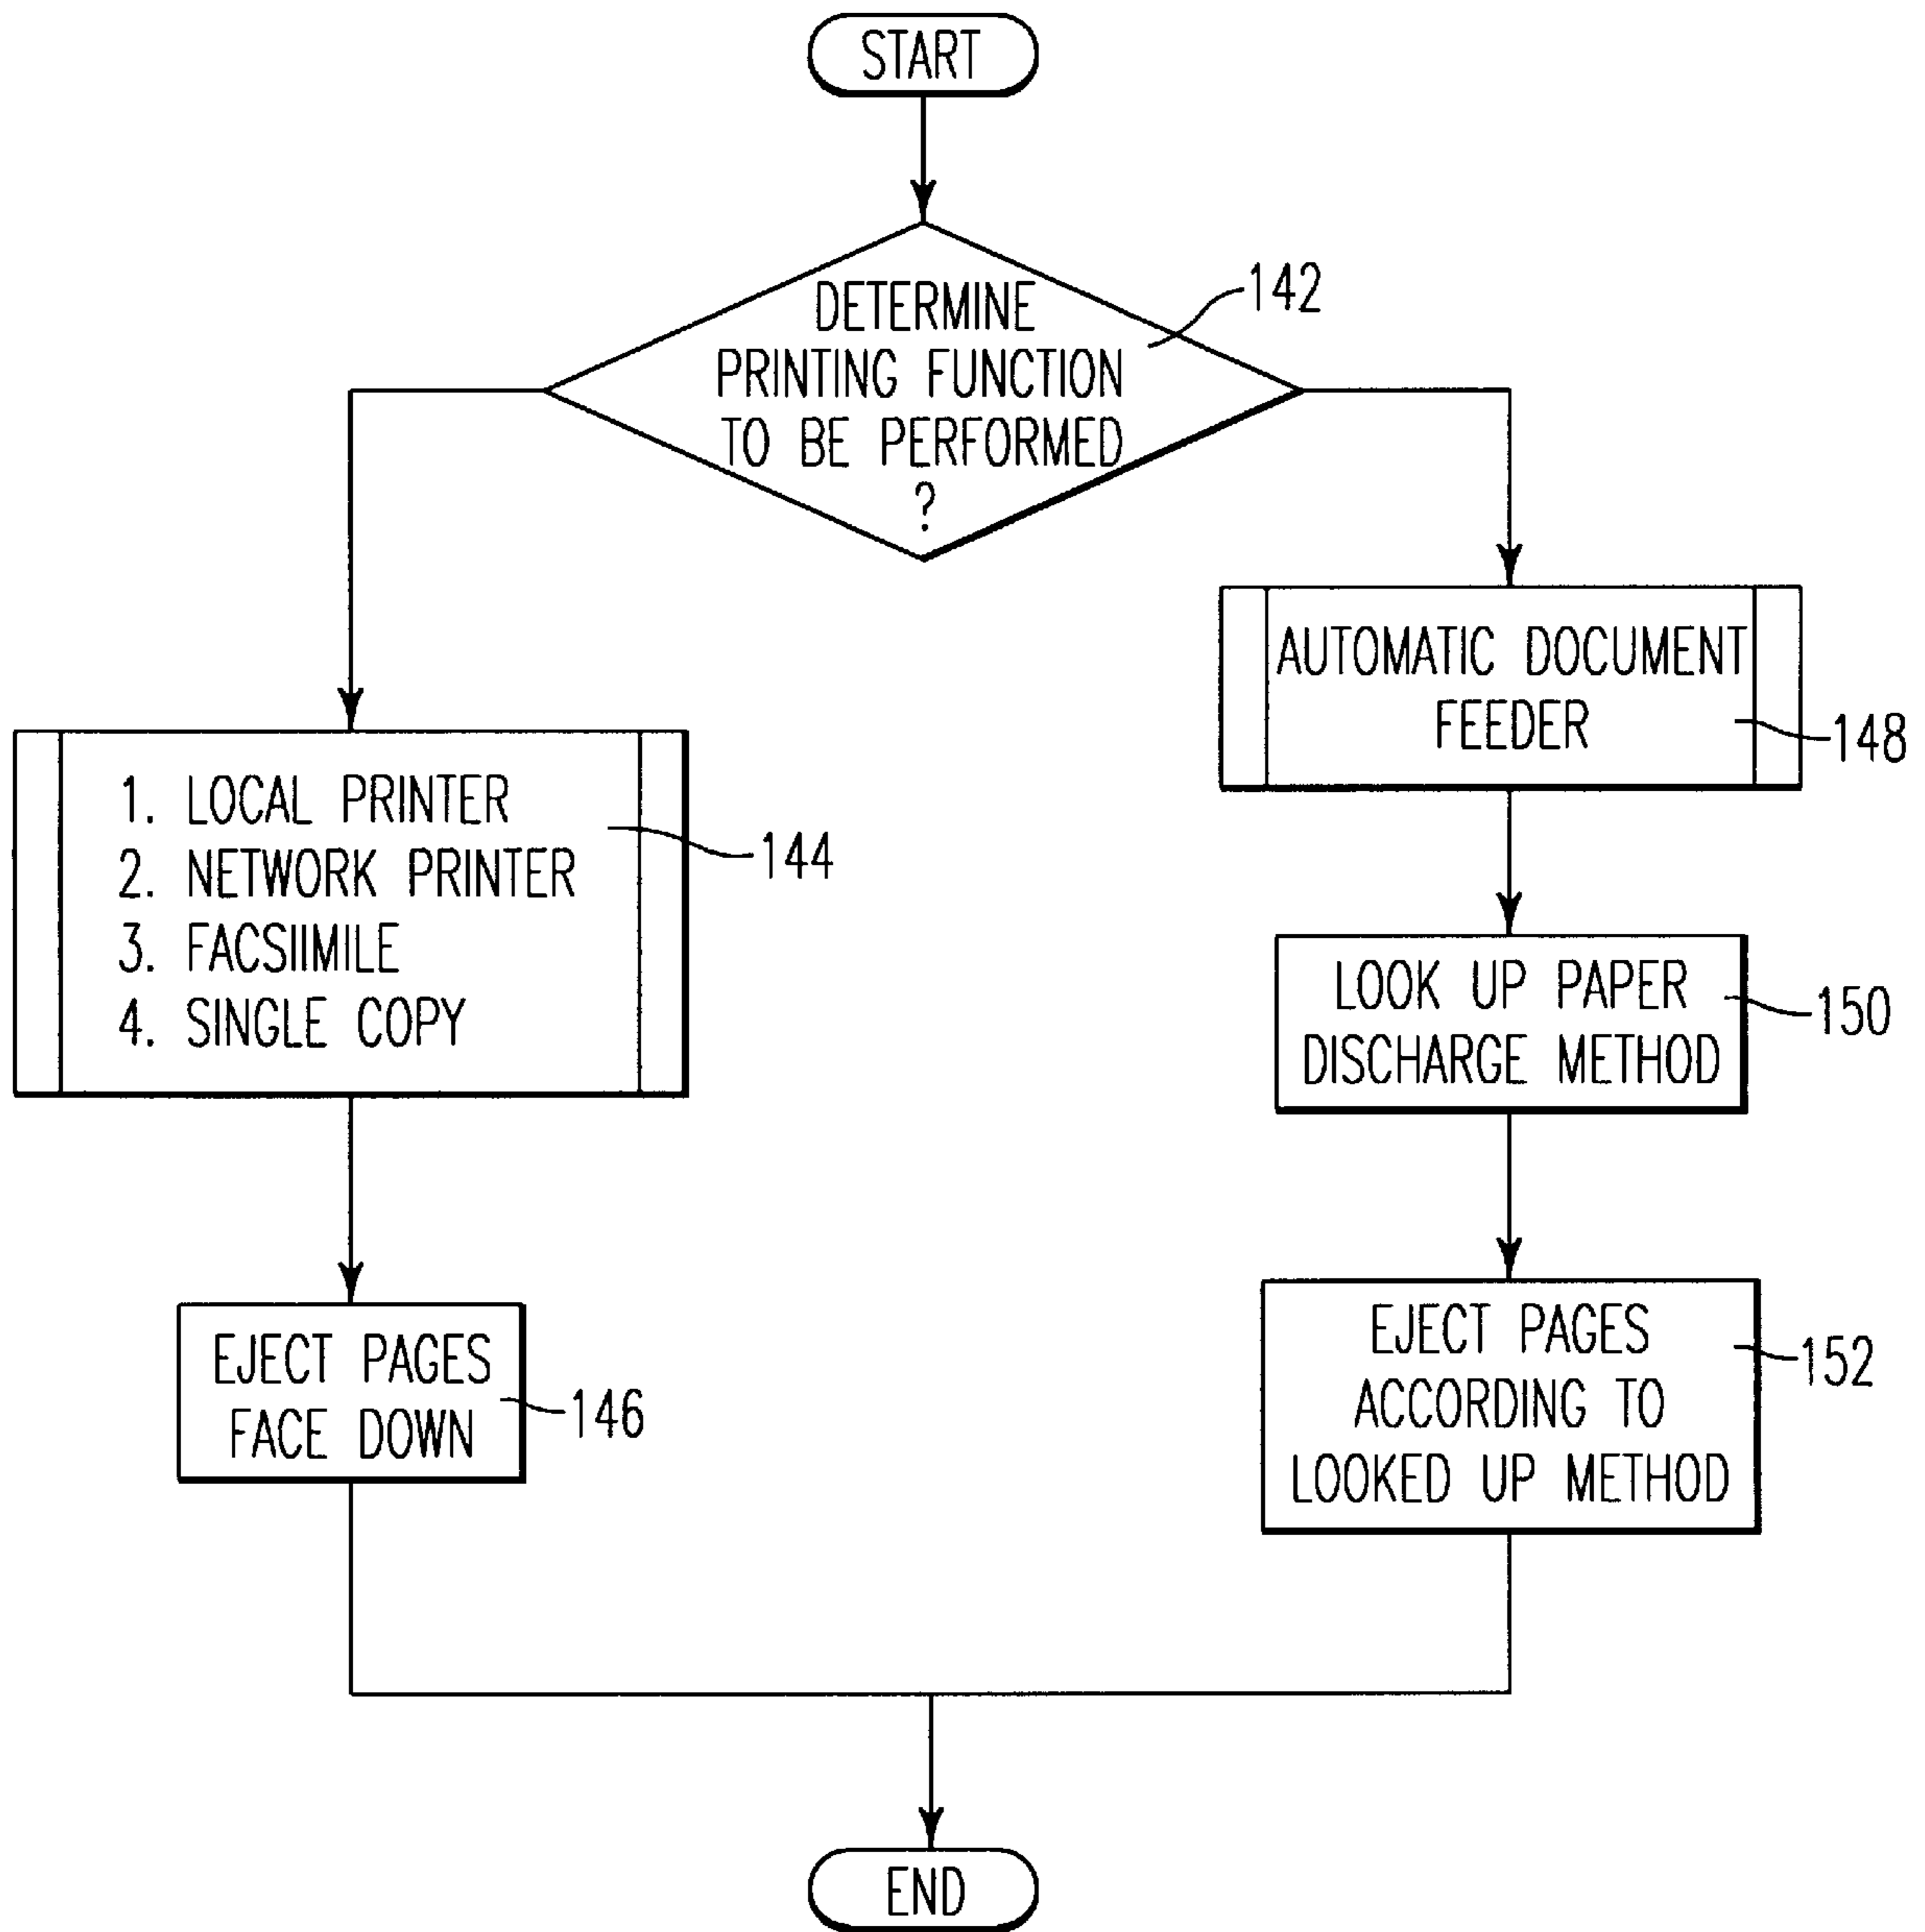 START
DETERMINE
PRINTING FUNCTION
TO BE PERFORMED
?
142
1. LOCAL PRINTER
2. NETWORK PRINTER
3. FACSIIMILE
4. SINGLE COPY
144
EJECT PAGES
FACE DOWN
146
AUTOMATIC DOCUMENT
FEEDER
148
LOOK UP PAPER
DISCHARGE METHOD
150
EJECT PAGES
ACCORDING TO
LOOKED UP METHOD
152
END